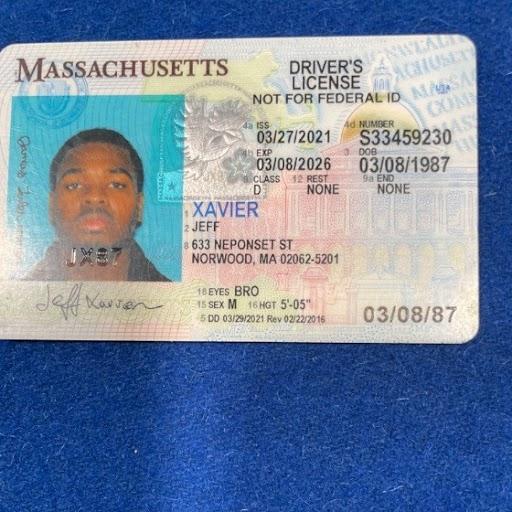 MASSACHUSETTS
DRIVER'S
LICENSE
NOT FOR FEDERAL ID
USA
4a ISS
03/27/2021
4d NUMBER
S33459230
4b EXP
03/08/2026
3 DOB
03/08/1987
9 CLASS
D
12 REST
NONE
9a END
NONE
1 XAVIER
2 JEFF
8 633 NEPONSET ST
NORWOOD, MA 02062-5201
JX87
18 EYES BRO
15 SEX M 16 HGT 5'-05"
5 DD 03/29/2021 Rev 02/22/2016
03/08/87
Jeff Xavier